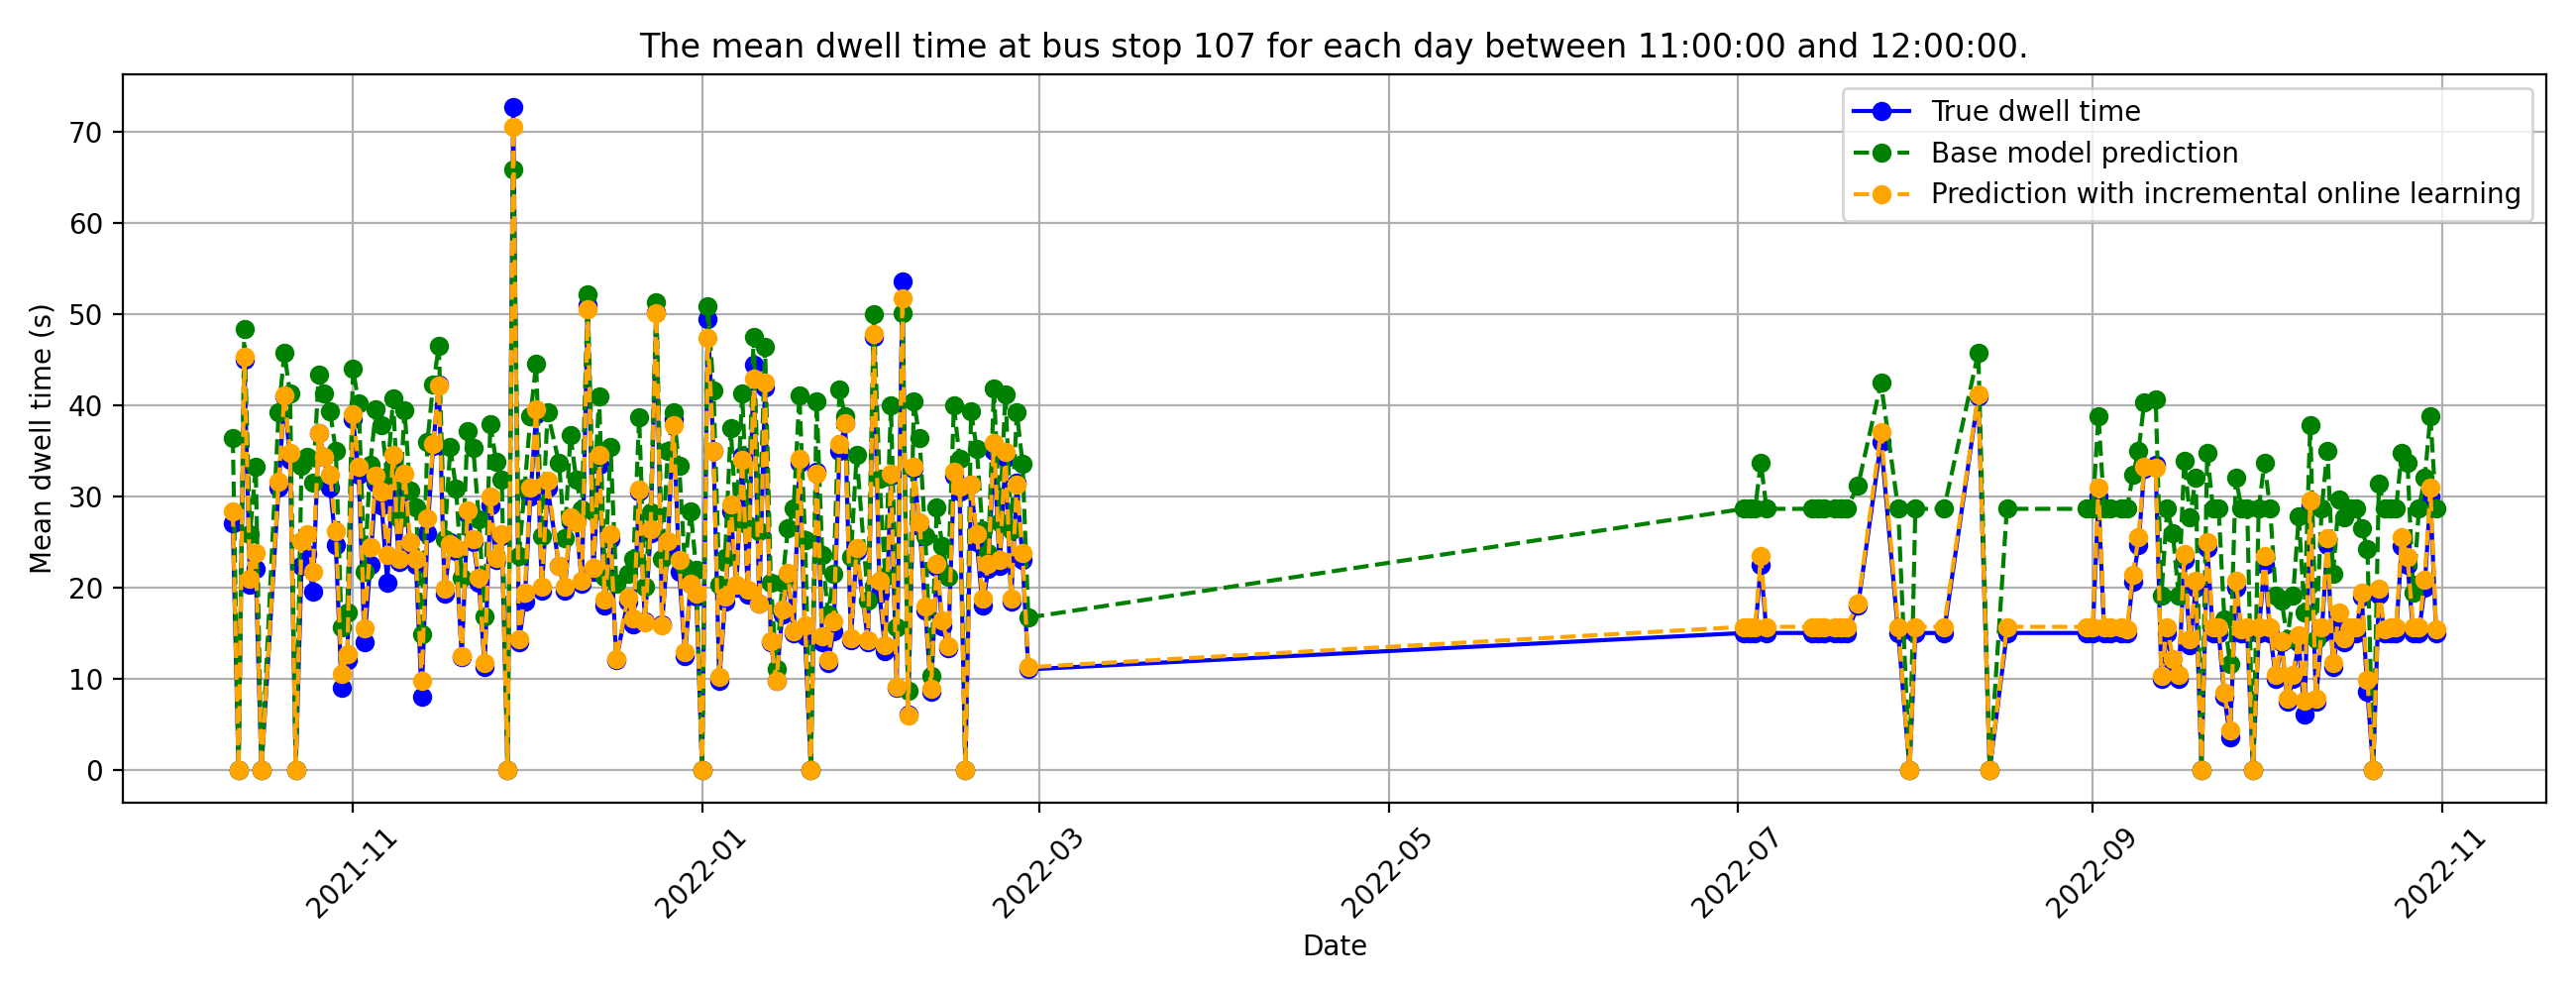 The mean dwell time at bus stop 107 for each day between 11:00:00 and 12:00:00.
True dwell time
Base model prediction
Prediction with incremental online learning
Mean dwell time (s)
70
60
50
40
30
20
10
0
2021-11
2022-01
2022-03
2022-05
2022-07
2022-09
2022-11
Date